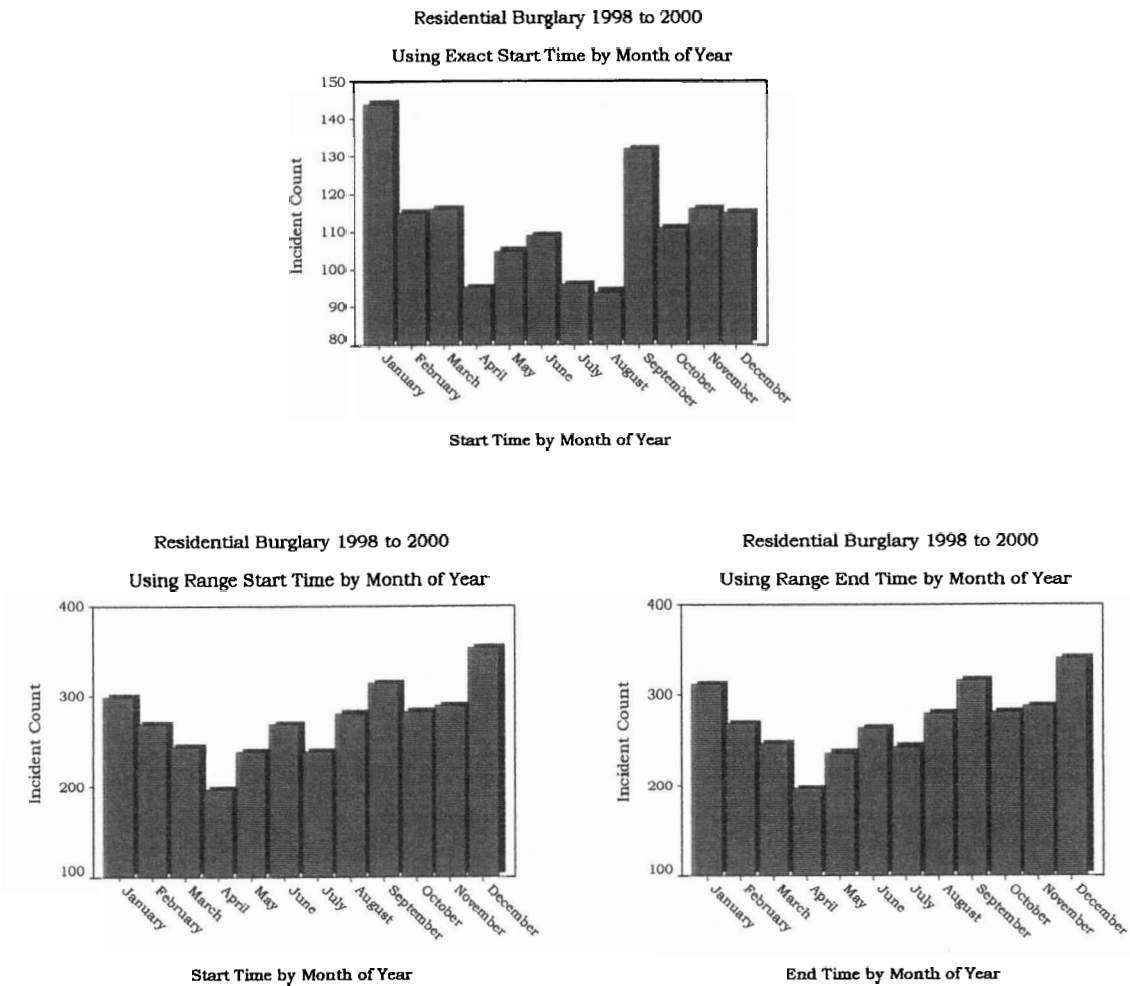 Residential Burglary 1998 to 2000
Using Exact Start Time by Month of Year
150
140
130
120
110
100
90
80
Incident Count
January
February
March
April
May
June
July
August
September
October
November
December
Start Time by Month of Year
Residential Burglary 1998 to 2000
Using Range Start Time by Month of Year
400
300
200
100
Incident Count
January
February
March
April
May
June
July
August
September
October
November
December
Start Time by Month of Year
Residential Burglary 1998 to 2000
Using Range End Time by Month of Year
400
300
200
100
Incident Count
January
February
March
April
May
June
July
August
September
October
November
December
End Time by Month of Year